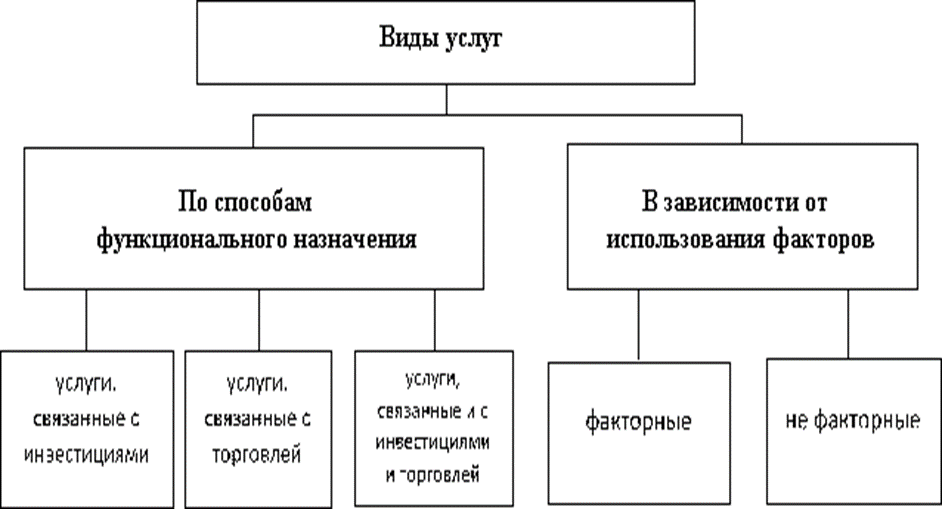 Виды услуг
По способам
функционального назначения
В зависимости от
использования факторов
услуги.
связанные с
инвестициями
услуги.
связанные с
торговлей
услуги,
связанные и с
инвестициями
и торговлей
факторные
не факторные